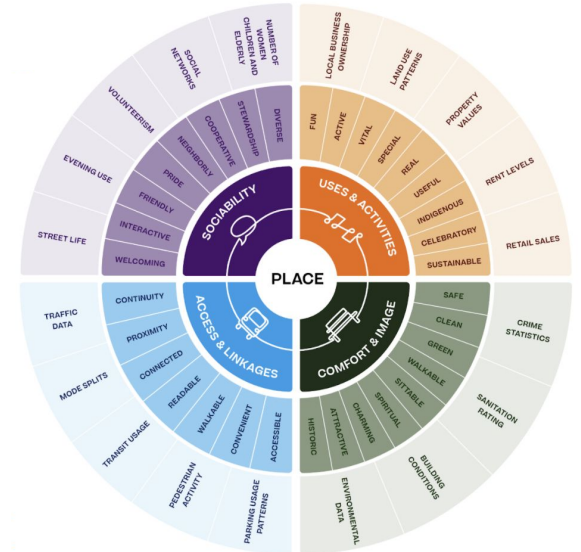 NUMBER OF
WOMEN
CHILDREN AND
ELDERLY
SOCIAL
NETWORKS
VOLUNTEERISM
EVENING USE
STREET LIFE
DIVERSE
STEWARDSHIP
COOPERATIVE
NEIGHBORLY
PRIDE
FRIENDLY
INTERACTIVE
WELCOMING
SOCIABILITY
LOCAL BUSINESS
OWNERSHIP
LAND USE
PATTERNS
PROPERTY
VALUES
RENT LEVELS
RETAIL SALES
FUN
ACTIVE
VITAL
SPECIAL
REAL
USEFUL
INDIGENOUS
CELEBRATORY
SUSTAINABLE
USES & ACTIVITIES
PLACE
TRAFFIC
DATA
MODE SPLITS
TRANSIT USAGE
PEDESTRIAN
ACTIVITY
PARKING USAGE
PATTERNS
CONTINUITY
PROXIMITY
CONNECTED
READABLE
WALKABLE
CONVENIENT
ACCESSIBLE
ACCESS & LINKAGES
CRIME
STATISTICS
SANITATION
RATING
BUILDING
CONDITIONS
ENVIRONMENTAL
DATA
SAFE
CLEAN
GREEN
WALKABLE
SITTABLE
SPIRITUAL
CHARMING
ATTRACTIVE
HISTORIC
COMFORT & IMAGE